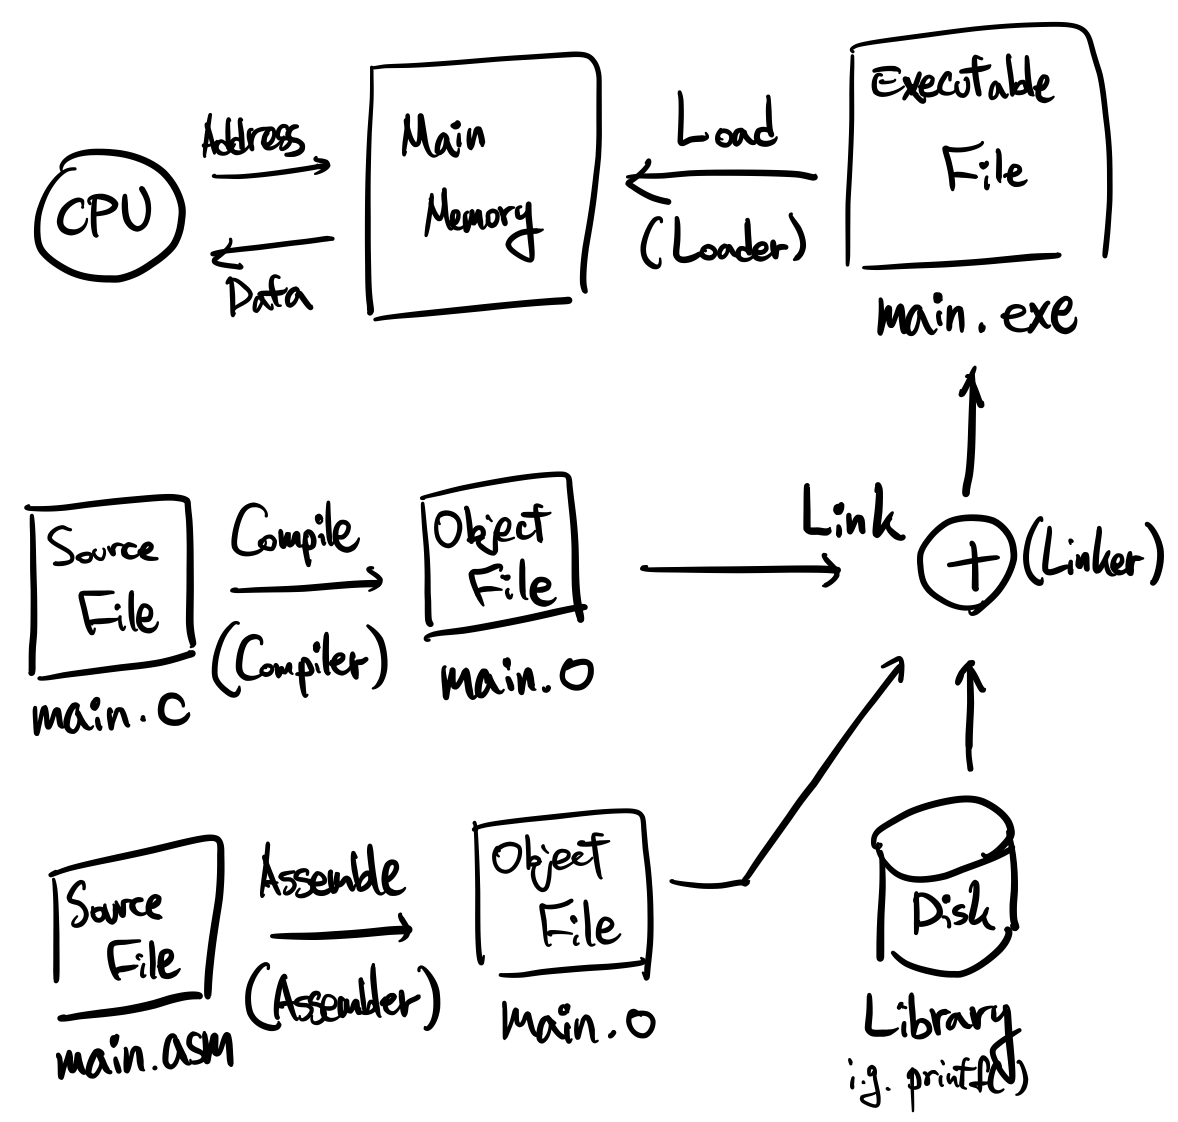 Address
CPU
Data
Main
Memory
Load
(Loader)
Executable
File
main.exe
Source
File
main.c
Compile
(Compiler)
Object
File
main.o
Link
+
(Linker)
Source
File
main.asm
Assemble
(Assembler)
Object
File
main.o
Disk
Library
i.g. printf()